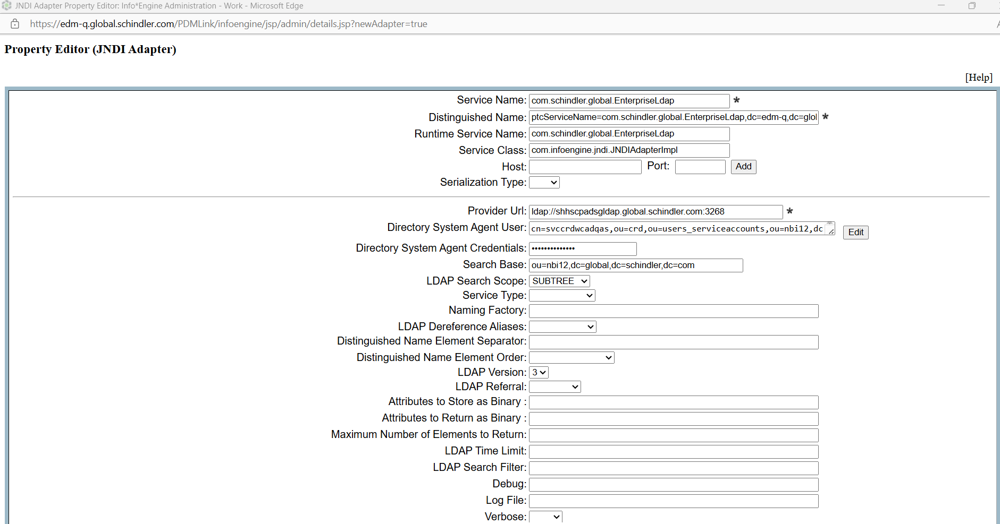 JNDI Adapter Property Editor: Info*Engine Administration - Work - Microsoft Edge
https://edm-q.global.schindler.com/PDMLink/infoengine/jsp/admin/details.jsp?newAdapter=true
Property Editor (JNDI Adapter)
[Help]
Service Name: com.schindler.global.EnterpriseLdap *
Distinguished Name: ptcServiceName=com.schindler.global.EnterpriseLdap,dc=edm-q,dc=glol *
Runtime Service Name: com.schindler.global.EnterpriseLdap
Service Class: com.infoengine.jndi.JNDIAdapterImpl
Host: Port: Add
Serialization Type:
Provider Url: ldap://shhscpadsgldap.global.schindler.com:3268 *
Directory System Agent User: cn=svccrdwcadqas,ou=crd,ou=users_serviceaccounts,ou=nbi12,dc Edit
Directory System Agent Credentials: ••••••••••••••
Search Base: ou=nbi12,dc=global,dc=schindler,dc=com
LDAP Search Scope: SUBTREE
Service Type:
Naming Factory:
LDAP Dereference Aliases:
Distinguished Name Element Separator:
Distinguished Name Element Order:
LDAP Version: 3
LDAP Referral:
Attributes to Store as Binary :
Attributes to Return as Binary :
Maximum Number of Elements to Return:
LDAP Time Limit:
LDAP Search Filter:
Debug:
Log File:
Verbose: